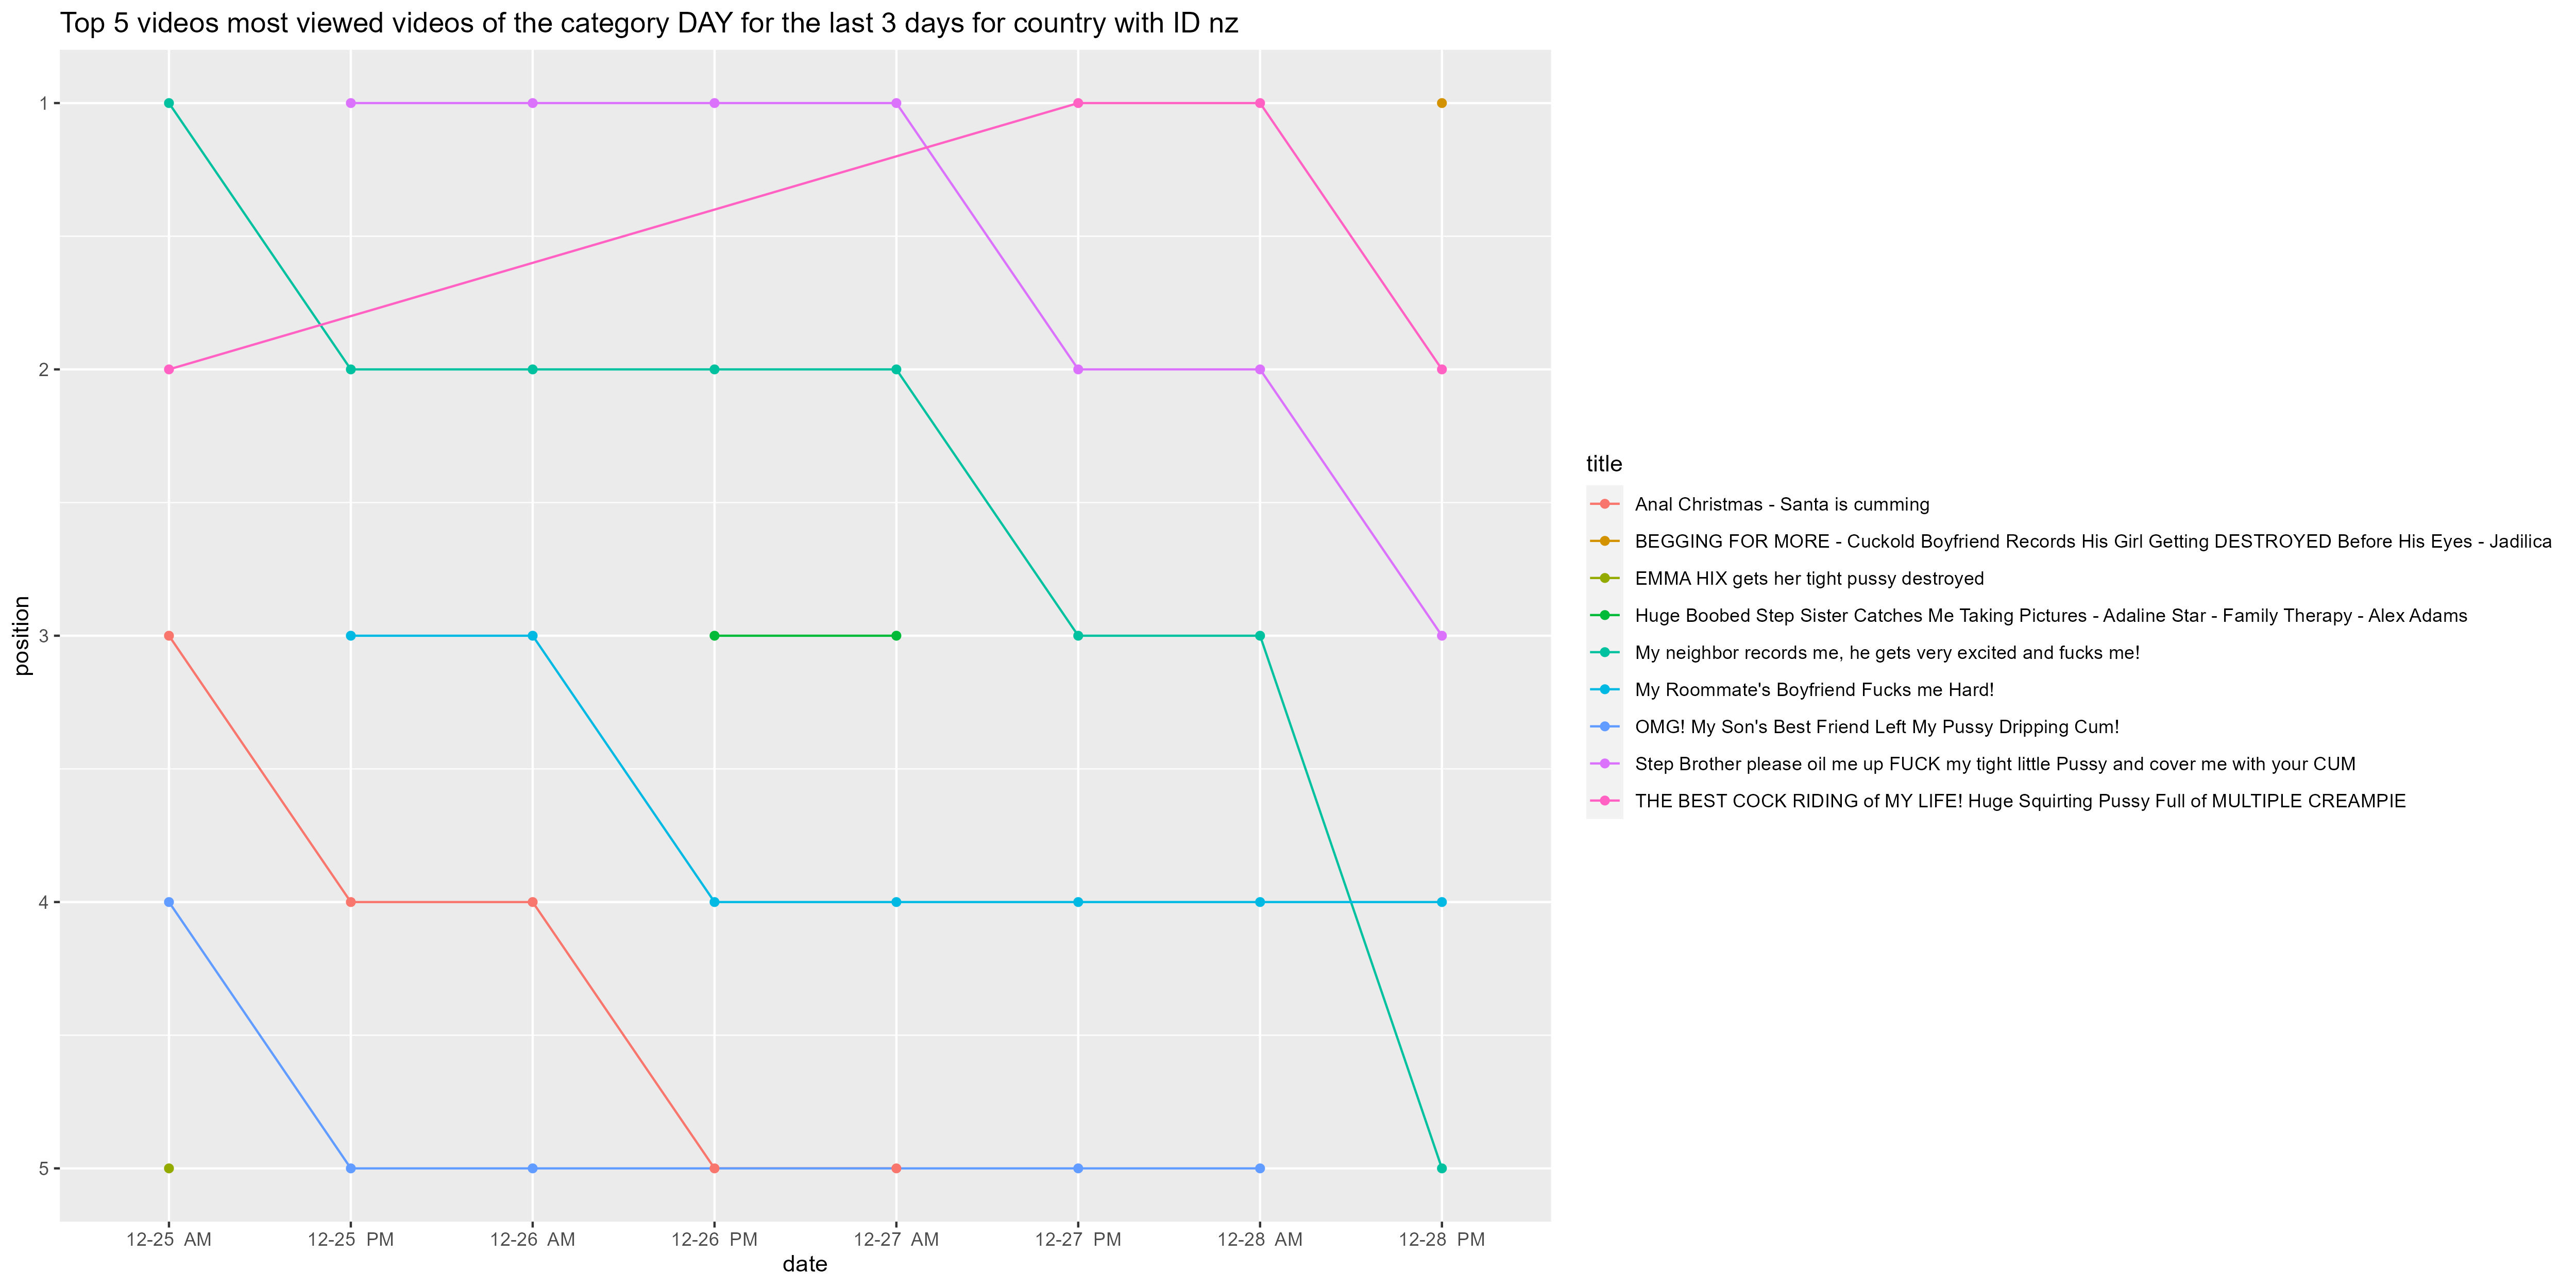 Top 5 videos most viewed videos of the category DAY for the last 3 days for country with ID nz
position
1
2
3
4
5
12-25 AM
12-25 PM
12-26 AM
12-26 PM
12-27 AM
12-27 PM
12-28 AM
12-28 PM
date
title
Anal Christmas - Santa is cumming
BEGGING FOR MORE - Cuckold Boyfriend Records His Girl Getting DESTROYED Before His Eyes - Jadilica
EMMA HIX gets her tight pussy destroyed
Huge Boobed Step Sister Catches Me Taking Pictures - Adaline Star - Family Therapy - Alex Adams
My neighbor records me, he gets very excited and fucks me!
My Roommate's Boyfriend Fucks me Hard!
OMG! My Son's Best Friend Left My Pussy Dripping Cum!
Step Brother please oil me up FUCK my tight little Pussy and cover me with your CUM
THE BEST COCK RIDING of MY LIFE! Huge Squirting Pussy Full of MULTIPLE CREAMPIE